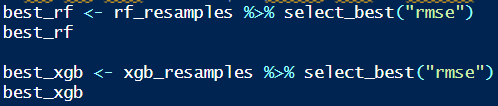 best_rf <- rf_resamples %>% select_best("rmse")
best_rf
best_xgb <- xgb_resamples %>% select_best("rmse")
best_xgb